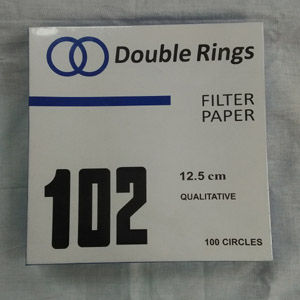 Double Rings
FILTER
PAPER
102
12.5 cm
QUALITATIVE
100 CIRCLES